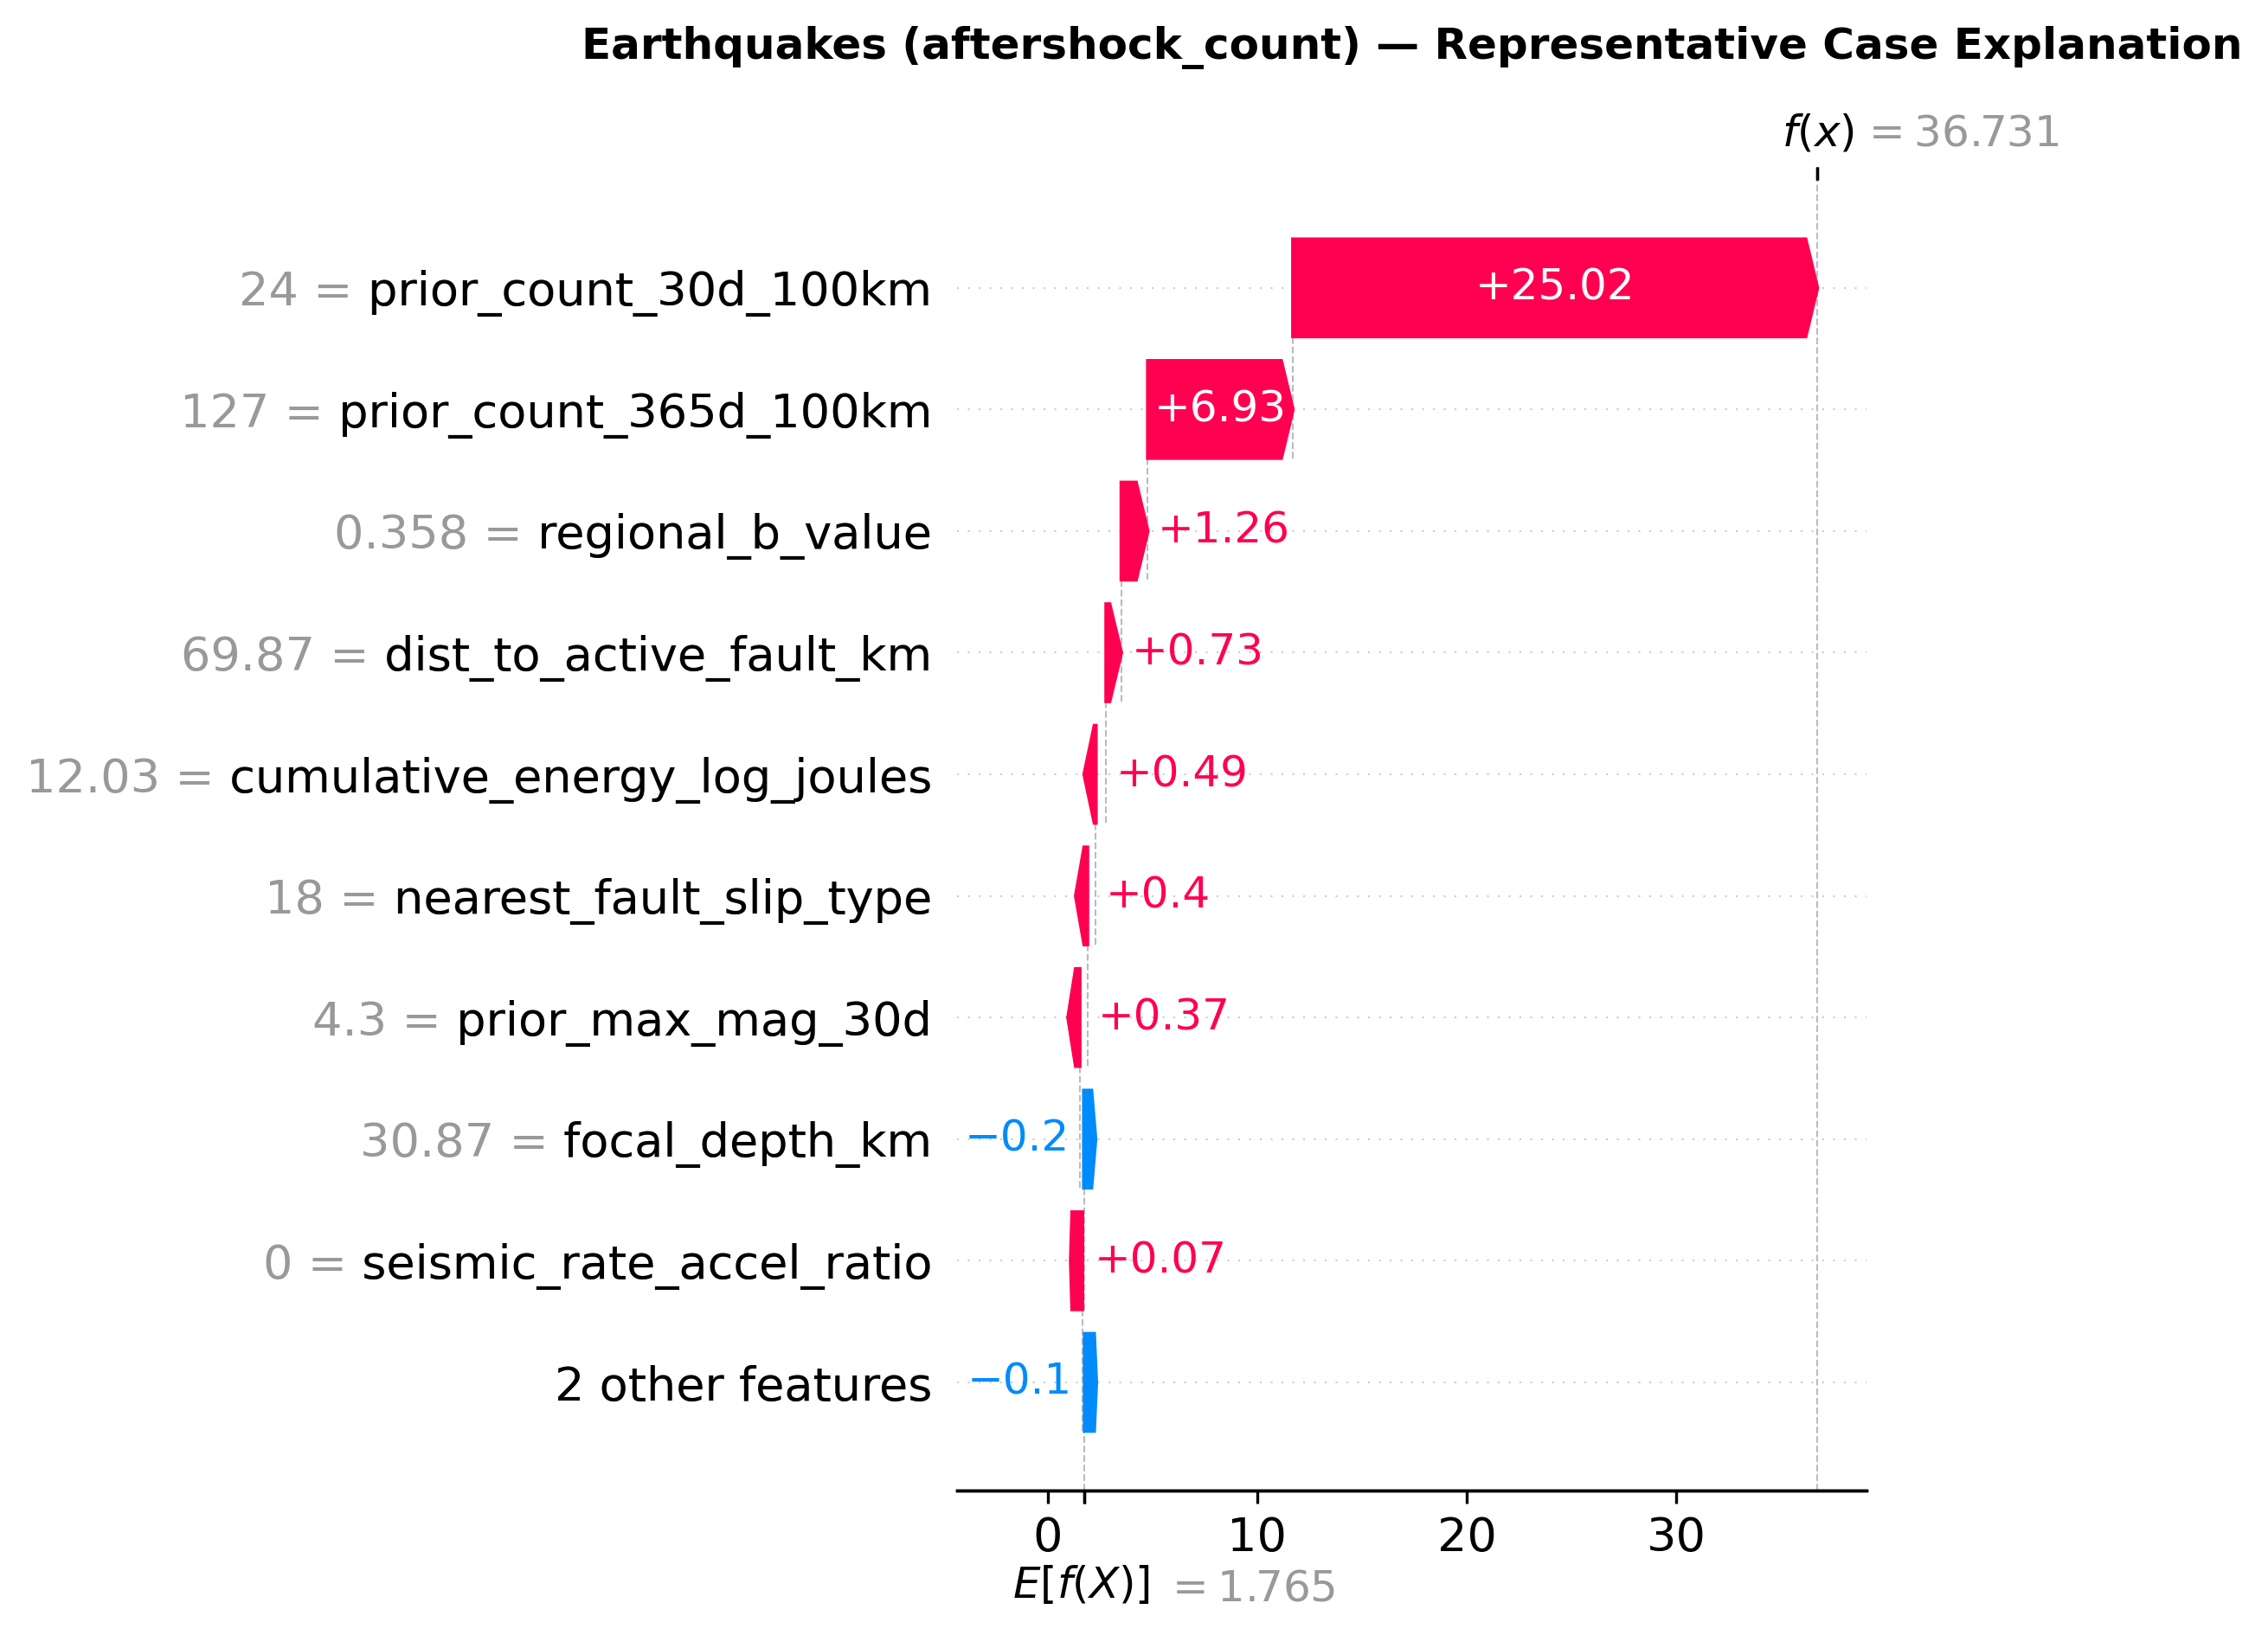 Earthquakes (aftershock_count) — Representative Case Explanation
f(x) = 36.731
24 = prior_count_30d_100km +25.02
127 = prior_count_365d_100km +6.93
0.358 = regional_b_value +1.26
69.87 = dist_to_active_fault_km +0.73
12.03 = cumulative_energy_log_joules +0.49
18 = nearest_fault_slip_type +0.4
4.3 = prior_max_mag_30d +0.37
30.87 = focal_depth_km −0.2
0 = seismic_rate_accel_ratio +0.07
2 other features −0.1
0 10 20 30
E[f(X)] = 1.765